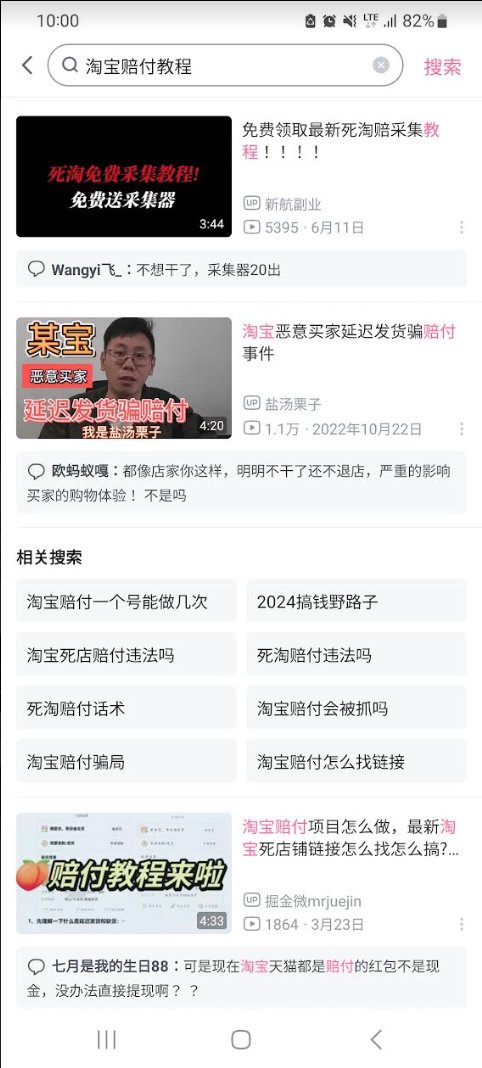 10:00
LTE
82%
淘宝赔付教程
搜索
死淘免费采集教程!
免费送采集器
3:44
免费领取最新死淘赔采集教
程！！！！
UP 新航副业
5395 · 6月11日
Wangyi飞_：不想干了，采集器20出
某宝
恶意买家
延迟发货骗赔付
我是盐汤栗子
4:20
淘宝恶意买家延迟发货骗赔付
事件
UP 盐汤栗子
1.1万 · 2022年10月22日
欧蚂蚁嘎：都像店家你这样，明明不干了还不退店，严重的影响
买家的购物体验！ 不是吗
相关搜索
淘宝赔付一个号能做几次
2024搞钱野路子
淘宝死店赔付违法吗
死淘赔付违法吗
死淘赔付话术
淘宝赔付会被抓吗
淘宝赔付骗局
淘宝赔付怎么找链接
赔付教程来啦
1、先理解一下什么是延迟发货和缺货:
4:33
淘宝赔付项目怎么做，最新淘
宝死店铺链接怎么找怎么搞?...
UP 掘金微mrjuejin
1864 · 3月23日
七月是我的生日88：可是现在淘宝天猫都是赔付的红包不是现
金，没办法直接提现啊？ ？